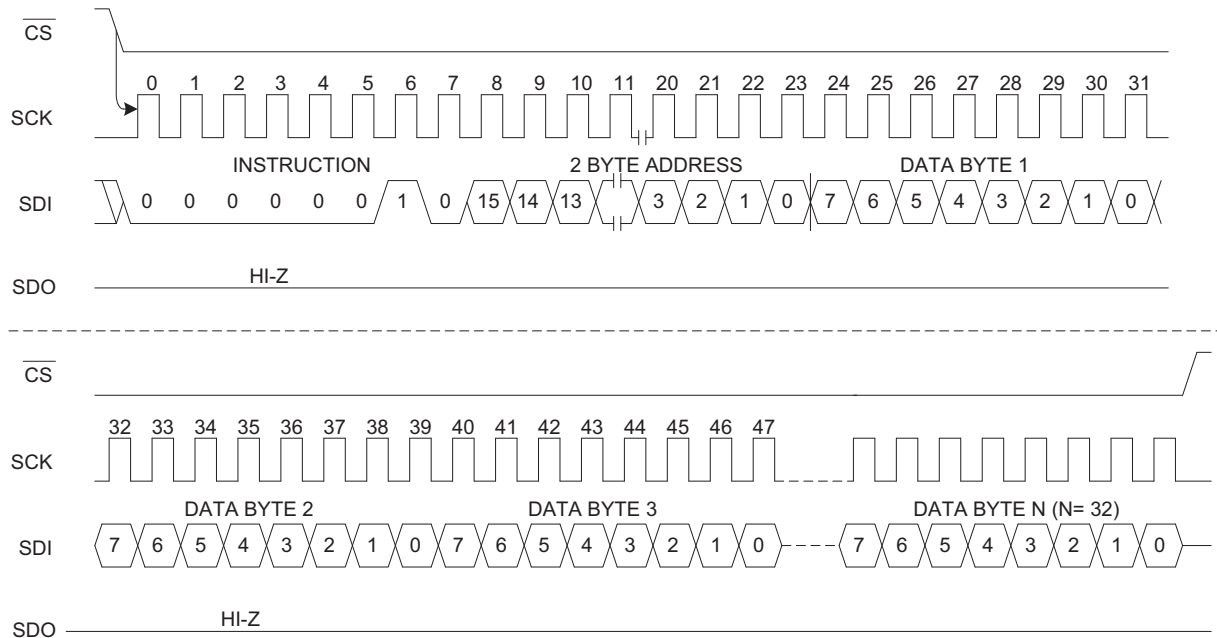 CS
0 1 2 3 4 5 6 7 8 9 10 11 20 21 22 23 24 25 26 27 28 29 30 31
SCK
INSTRUCTION 2 BYTE ADDRESS DATA BYTE 1
SDI 0 0 0 0 0 0 1 0 15 14 13 3 2 1 0 7 6 5 4 3 2 1 0
HI-Z
SDO
CS
32 33 34 35 36 37 38 39 40 41 42 43 44 45 46 47
SCK
DATA BYTE 2 DATA BYTE 3 DATA BYTE N (N= 32)
SDI 7 6 5 4 3 2 1 0 7 6 5 4 3 2 1 0 7 6 5 4 3 2 1 0
HI-Z
SDO